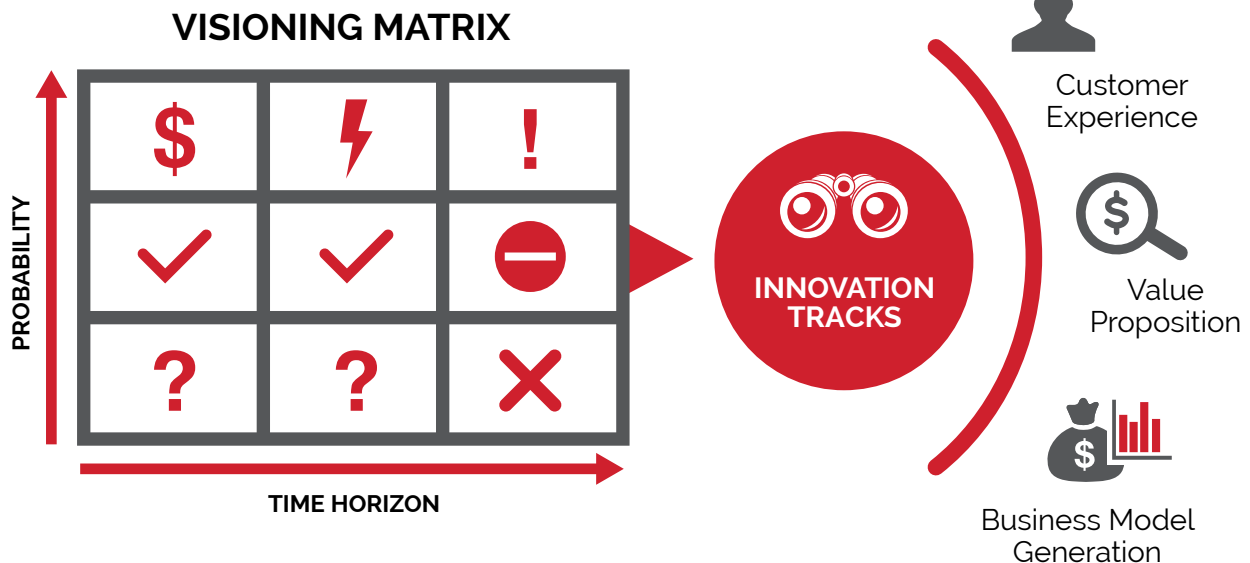 VISIONING MATRIX
PROBABILITY
$
!
? ?
TIME HORIZON
INNOVATION
TRACKS
Customer
Experience
$
Value
Proposition
$
Business Model
Generation